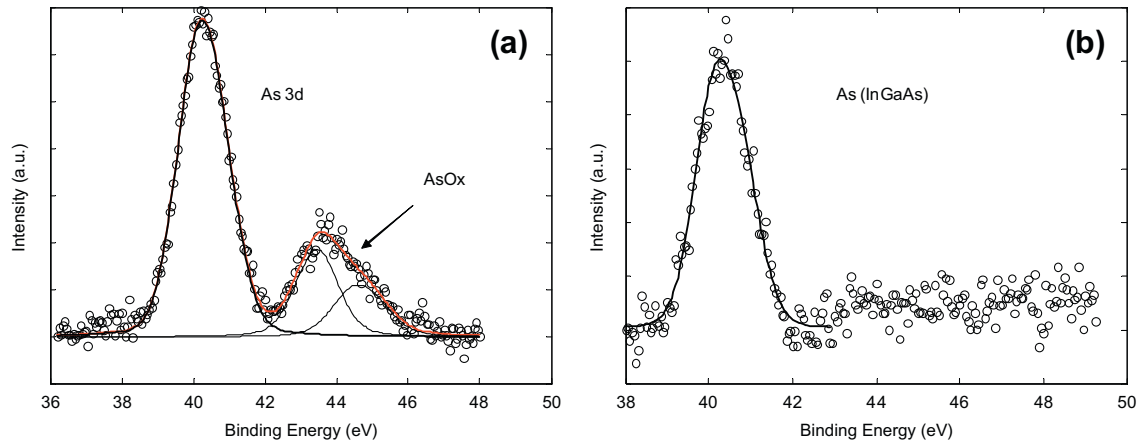 (a)
As 3d
AsOx
Intensity (a.u.)
36 38 40 42 44 46 48 50
Binding Energy (eV)
(b)
As (InGaAs)
Intensity (a.u.)
38 40 42 44 46 48 50
Binding Energy (eV)